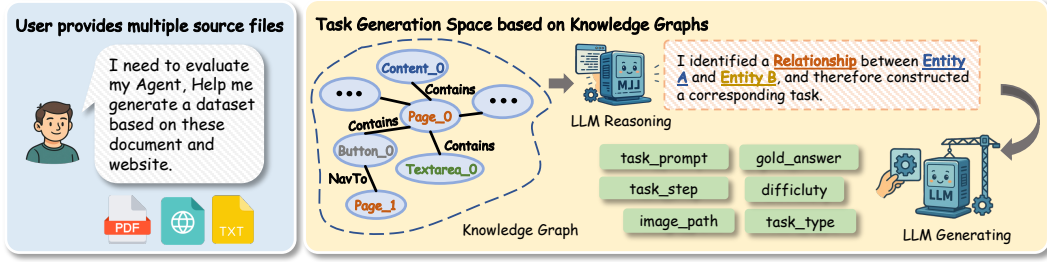 User provides multiple source files
I need to evaluate
my Agent, Help me
generate a dataset
based on these
document and
website.
PDF
TXT
Task Generation Space based on Knowledge Graphs
Content_0
...
...
Contains
Page_0
Contains
Button_0
Contains
Textarea_0
NavTo
Page_1
Knowledge Graph
MJJ
LLM Reasoning
I identified a Relationship between Entity
A and Entity B, and therefore constructed
a corresponding task.
task_prompt
gold_answer
task_step
difficluty
image_path
task_type
LLM
LLM Generating